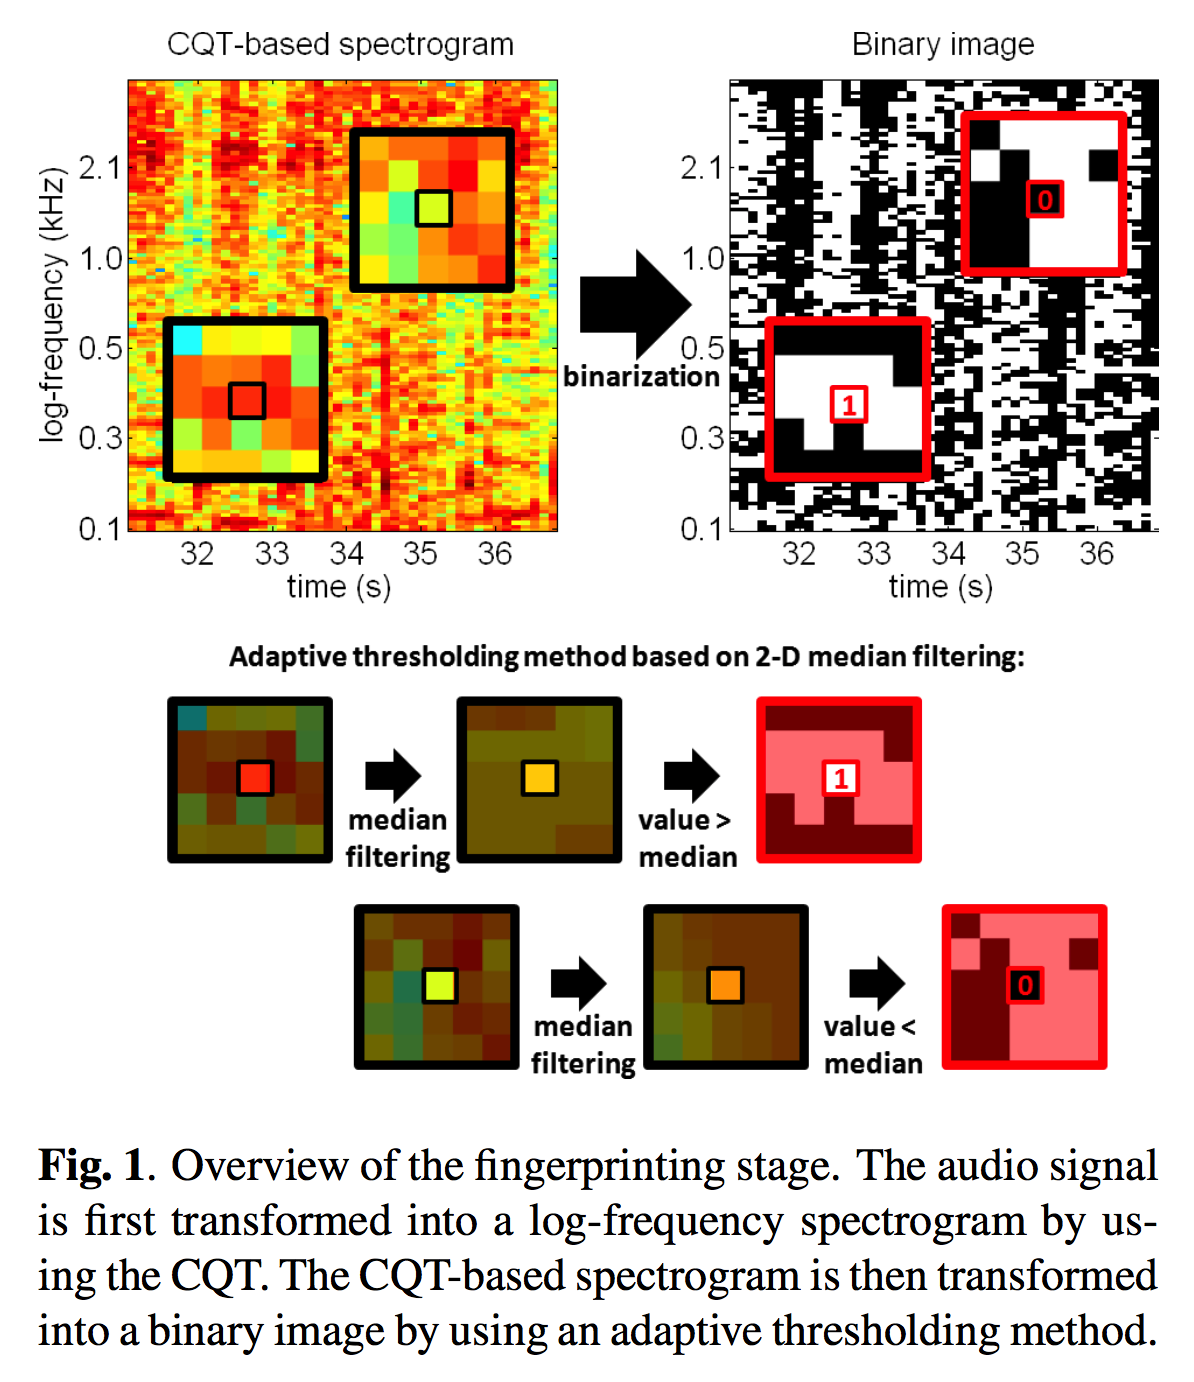 CQT-based spectrogram
Binary image
log-frequency (kHz)
2.1
1.0
0.5
0.3
0.1
32 33 34 35 36
time (s)
binarization
2.1
1.0
0.5
0.3
0.1
0
1
32 33 34 35 36
time (s)
Adaptive thresholding method based on 2-D median filtering:
median
filtering
value >
median
1
median
filtering
value <
median
0
Fig. 1. Overview of the fingerprinting stage. The audio signal
is first transformed into a log-frequency spectrogram by us-
ing the CQT. The CQT-based spectrogram is then transformed
into a binary image by using an adaptive thresholding method.